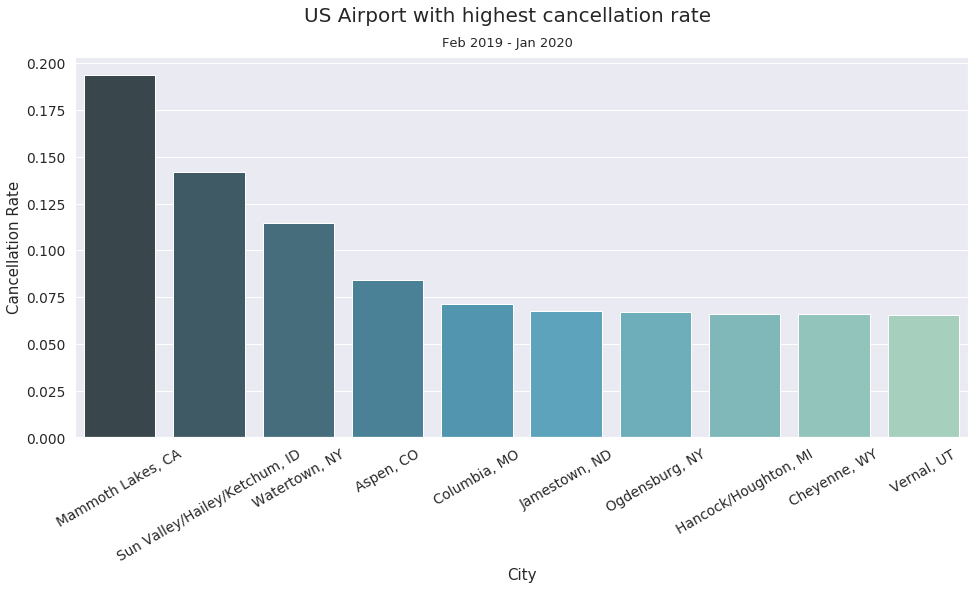 US Airport with highest cancellation rate
Feb 2019 - Jan 2020
Cancellation Rate
0.200
0.175
0.150
0.125
0.100
0.075
0.050
0.025
0.000
Mammoth Lakes, CA
Sun Valley/Hailey/Ketchum, ID
Watertown, NY
Aspen, CO
Columbia, MO
Jamestown, ND
Ogdensburg, NY
Hancock/Houghton, MI
Cheyenne, WY
Vernal, UT
City